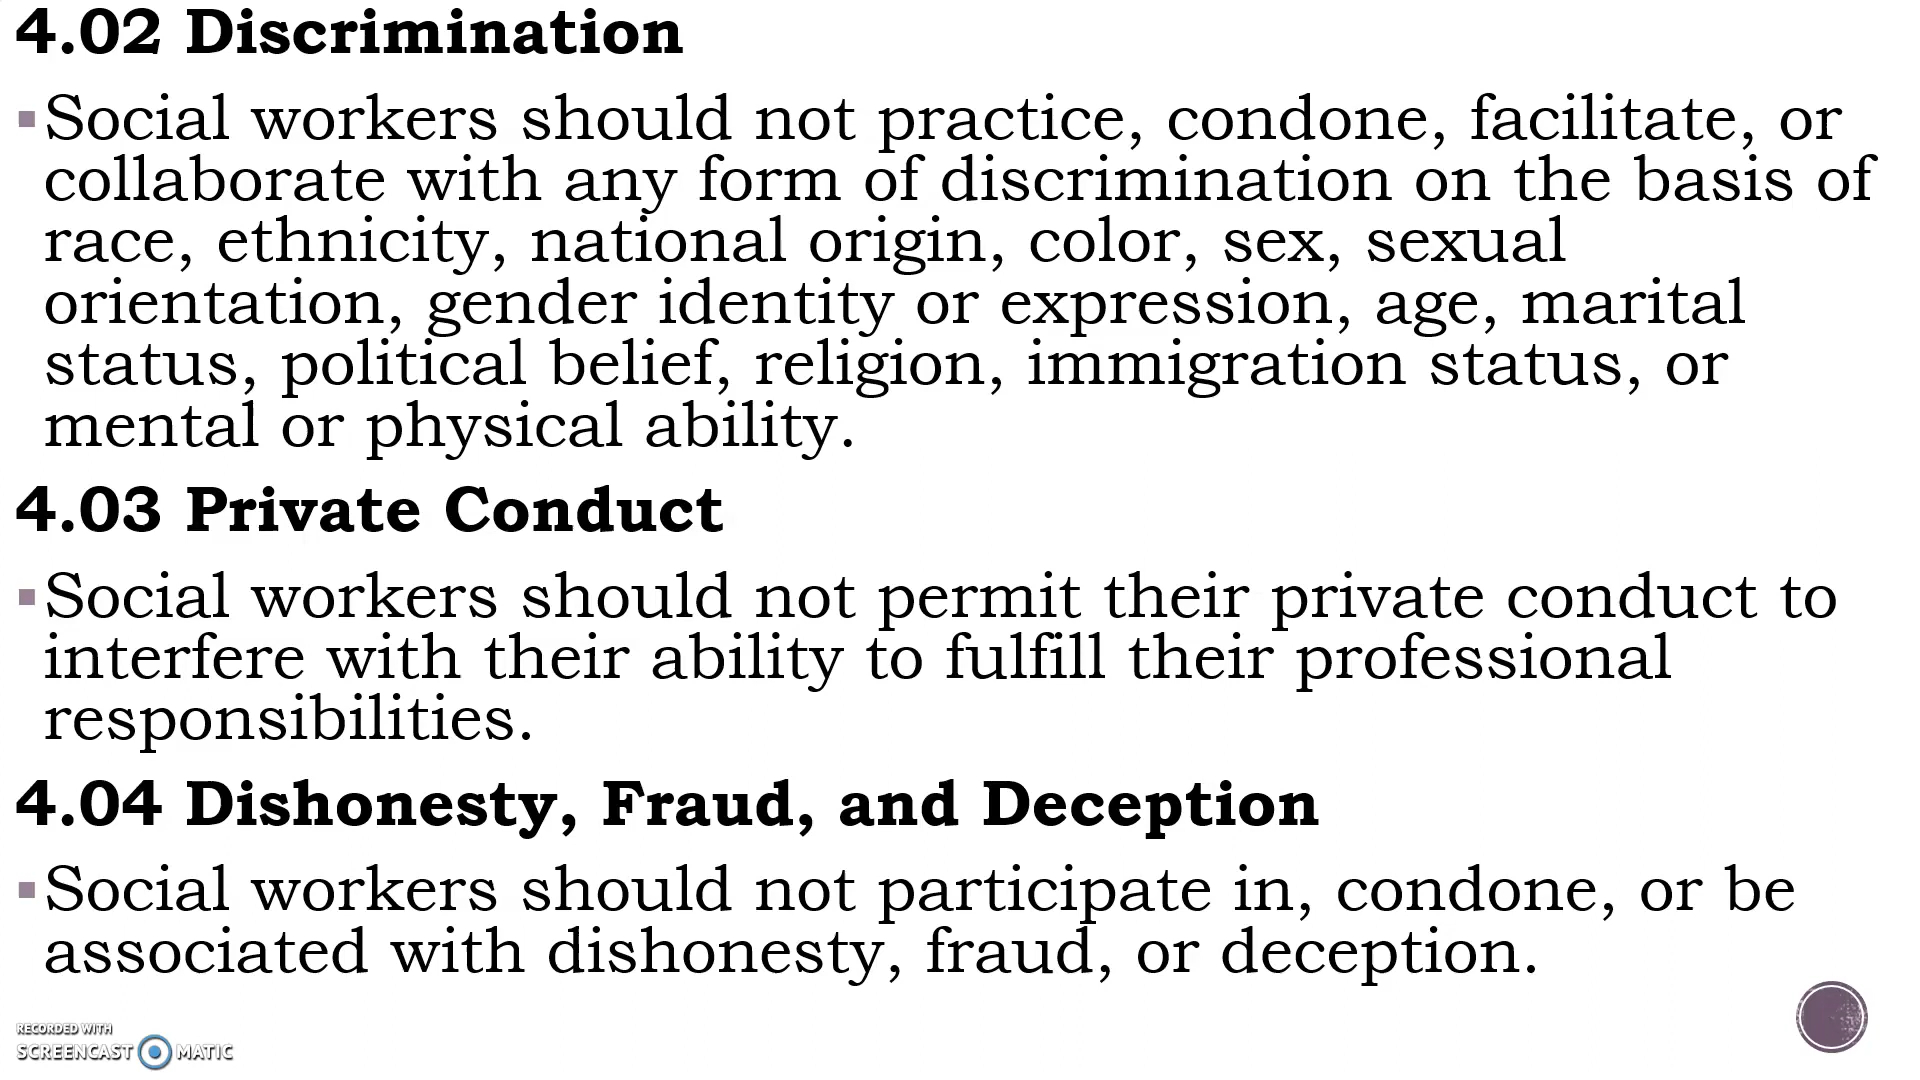 4.02 Discrimination
▪Social workers should not practice, condone, facilitate, or
collaborate with any form of discrimination on the basis of
race, ethnicity, national origin, color, sex, sexual
orientation, gender identity or expression, age, marital
status, political belief, religion, immigration status, or
mental or physical ability.
4.03 Private Conduct
▪Social workers should not permit their private conduct to
interfere with their ability to fulfill their professional
responsibilities.
4.04 Dishonesty, Fraud, and Deception
▪Social workers should not participate in, condone, or be
associated with dishonesty, fraud, or deception.
RECORDED WITH
SCREENCAST MATIC